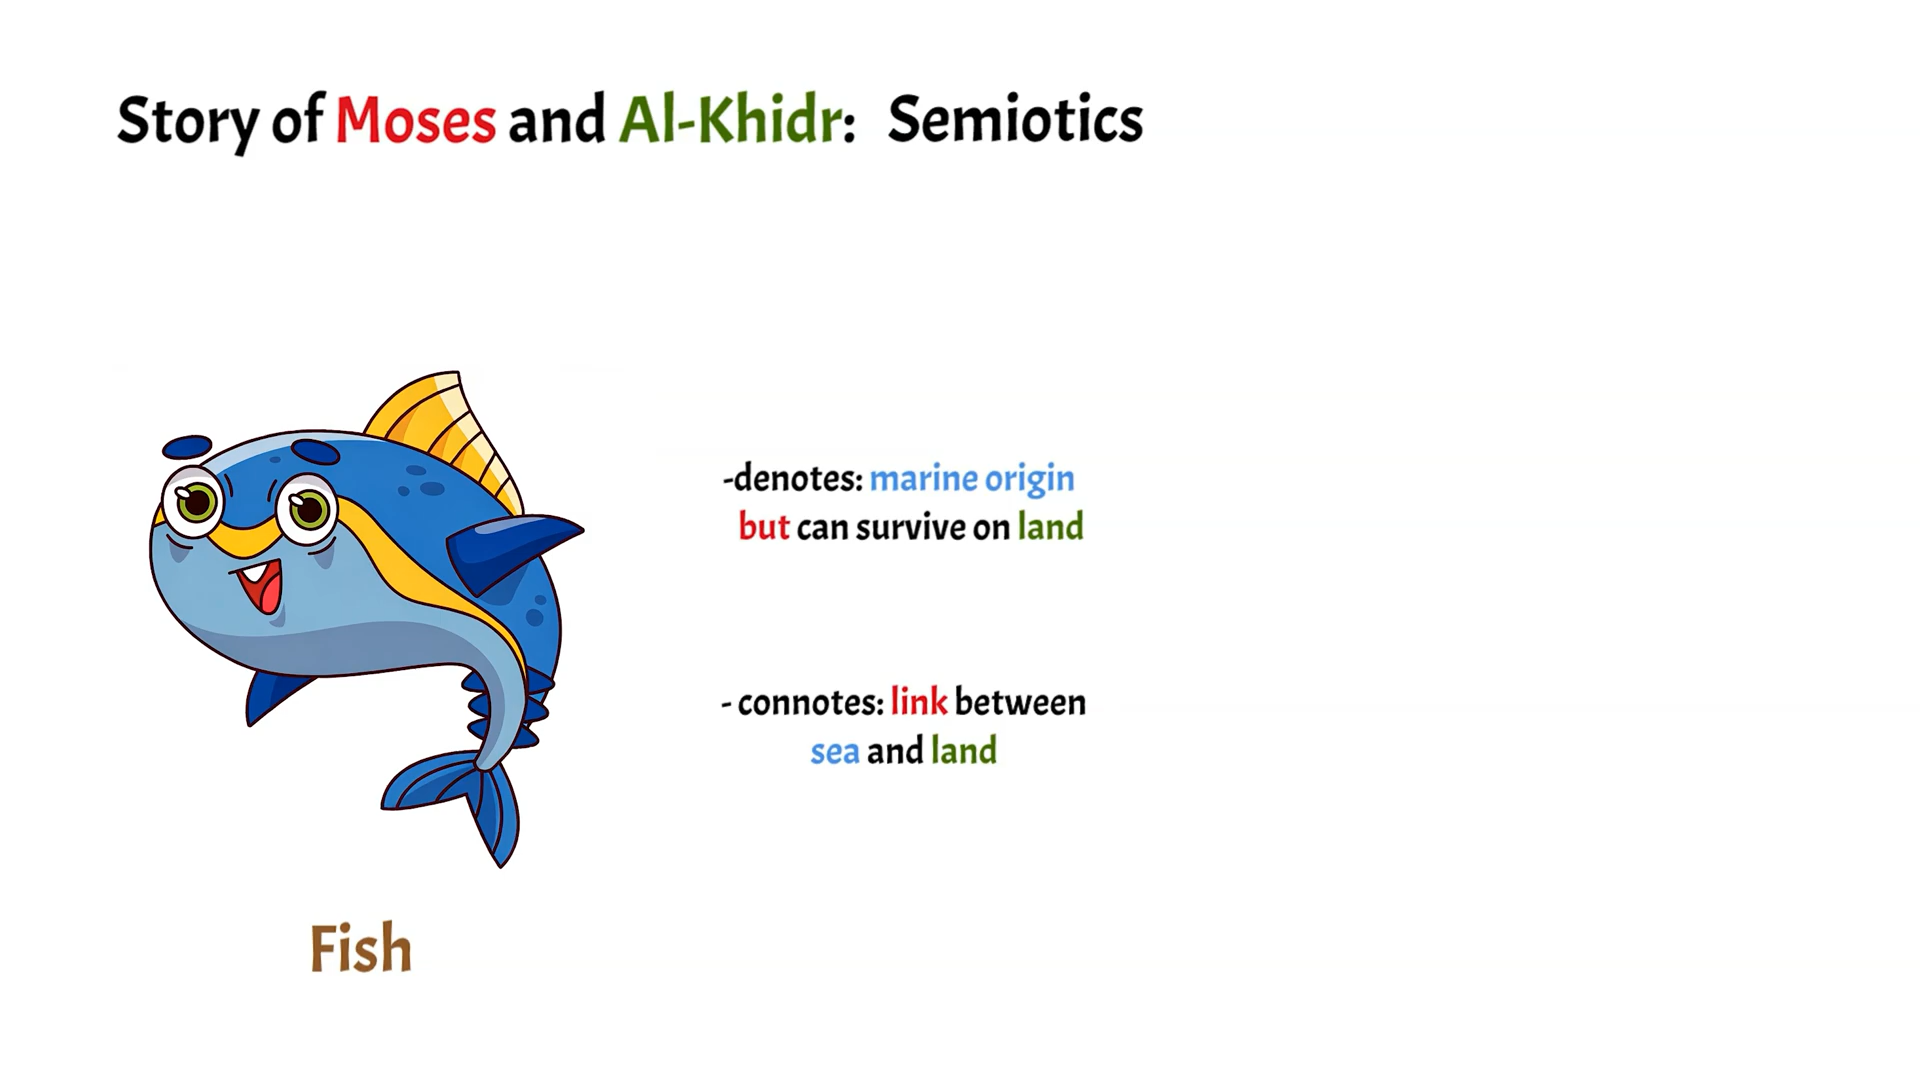 Story of Moses and Al-Khidr: Semiotics
-denotes: marine origin
but can survive on land
- connotes: link between
sea and land
Fish